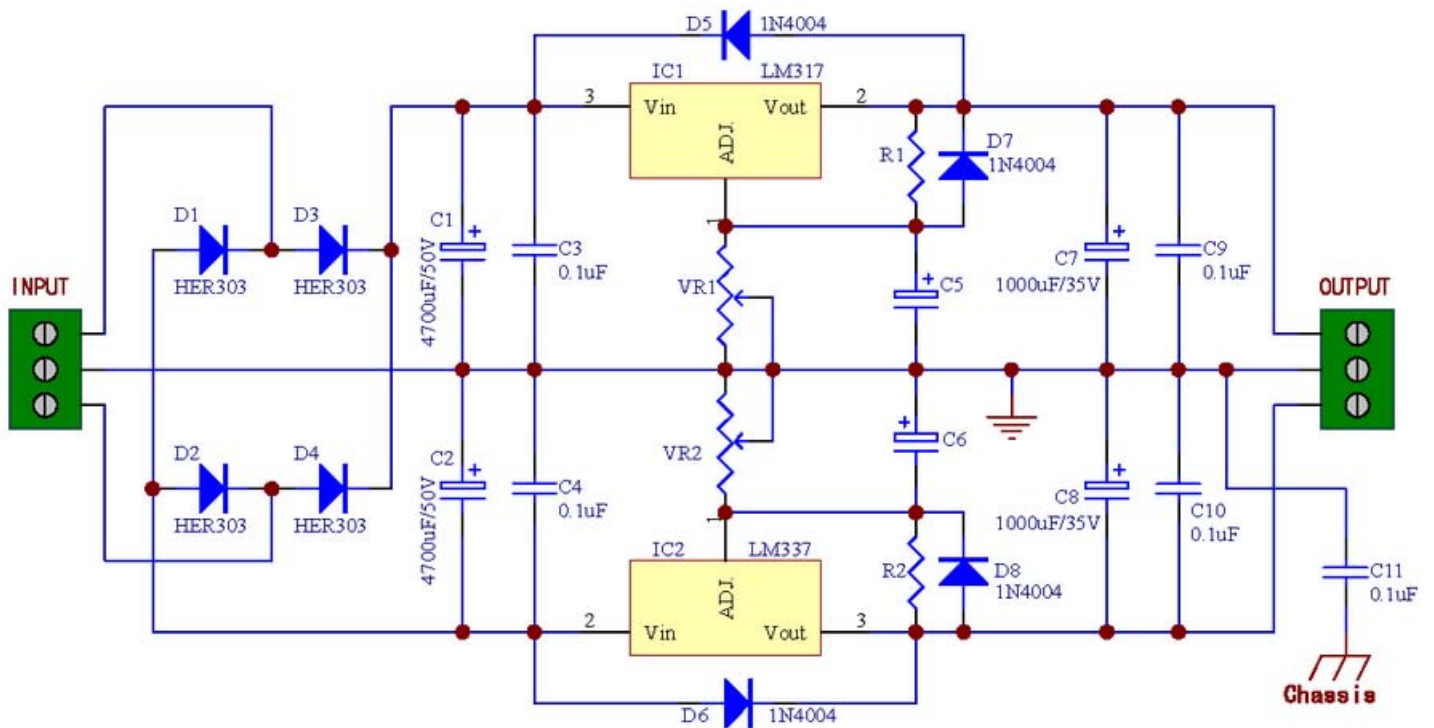 D5
1N4004
IC1
LM317
3
Vin
Vout
2
ADJ.
1
R1
D7
1N4004
D1
HER303
D3
HER303
C1
+
4700uF/50V
C3
0.1uF
VR1
+
C5
+
C7
1000uF/35V
C9
0.1uF
INPUT
OUTPUT
D2
HER303
D4
HER303
C2
+
4700uF/50V
C4
0.1uF
VR2
+
C6
+
C8
1000uF/35V
C10
0.1uF
1
IC2
LM337
ADJ.
2
Vin
Vout
3
R2
D8
1N4004
C11
0.1uF
D6
1N4004
Chassis